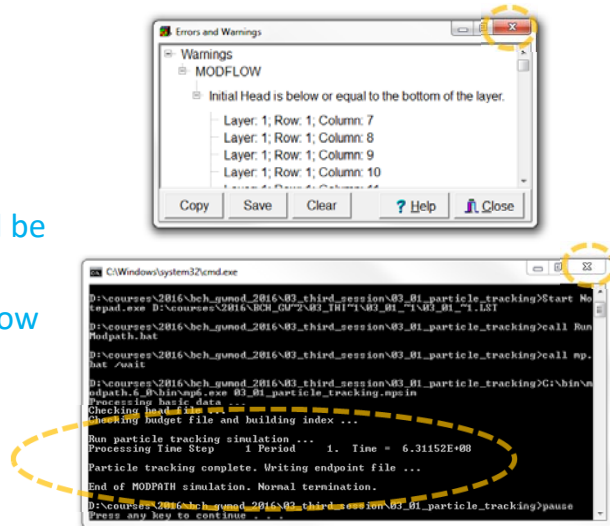 Errors and Warnings
Warnings
MODFLOW
Initial Head is below or equal to the bottom of the layer.
Layer: 1; Row: 1; Column: 7
Layer: 1; Row: 1; Column: 8
Layer: 1; Row: 1; Column: 9
Layer: 1; Row: 1; Column: 10
Copy Save Clear ? Help Close
be
ow
C:\Windows\system32\cmd.exe
D:\courses\2016\bch_gwmod_2016\03_third_session\03_01_particle_tracking>Start No
tepad.exe D:\courses\2016\BCH_GW~2\03_THI~1\03_01_~1\03_01_~1.LST
D:\courses\2016\bch_gwmod_2016\03_third_session\03_01_particle_tracking>call Run
Modpath.bat
D:\courses\2016\bch_gwmod_2016\03_third_session\03_01_particle_tracking>call mp.
bat /wait
D:\courses\2016\bch_gwmod_2016\03_third_session\03_01_particle_tracking>C:\bin\m
odpath.6_0\bin\mp6.exe 03_01_particle_tracking.mpsim
Processing basic data ...
Checking head file ...
Checking budget file and building index ...
Run particle tracking simulation ...
Processing Time Step 1 Period 1. Time = 6.31152E+08
Particle tracking complete. Writing endpoint file ...
End of MODPATH simulation. Normal termination.
D:\courses\2016\bch_gwmod_2016\03_third_session\03_01_particle_tracking>pause
Press any key to continue . . .